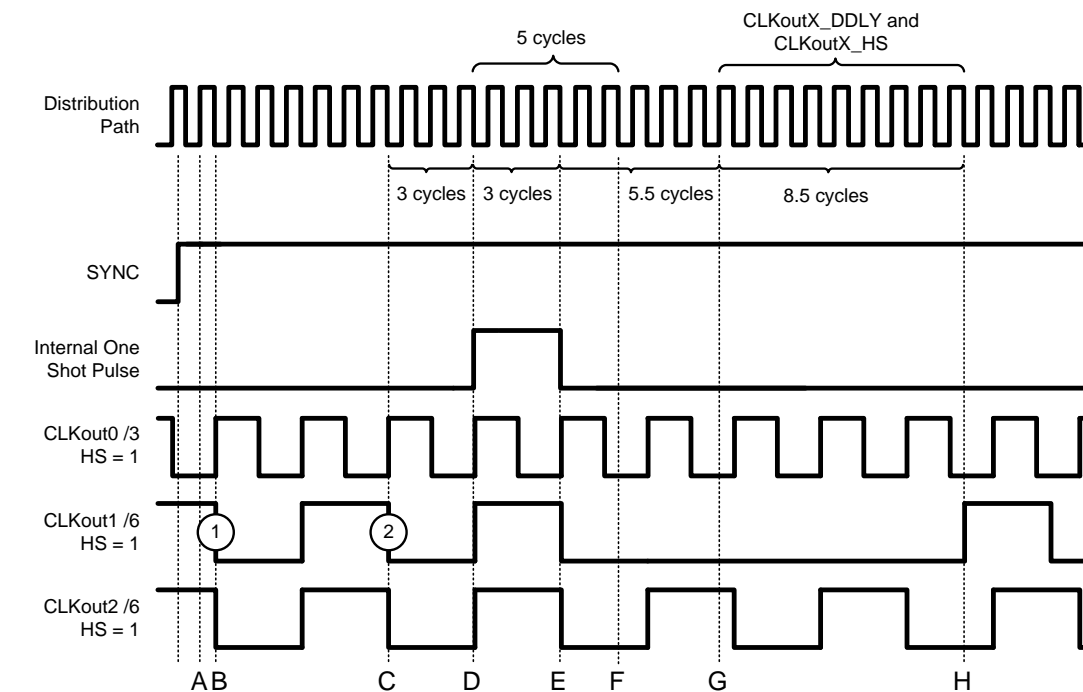 CLKoutX_DDLY and
CLKoutX_HS
5 cycles
Distribution
Path
3 cycles
3 cycles
5.5 cycles
8.5 cycles
SYNC
Internal One
Shot Pulse
CLKout0 /3
HS = 1
CLKout1 /6
HS = 1
1
2
CLKout2 /6
HS = 1
A B C D E F G H